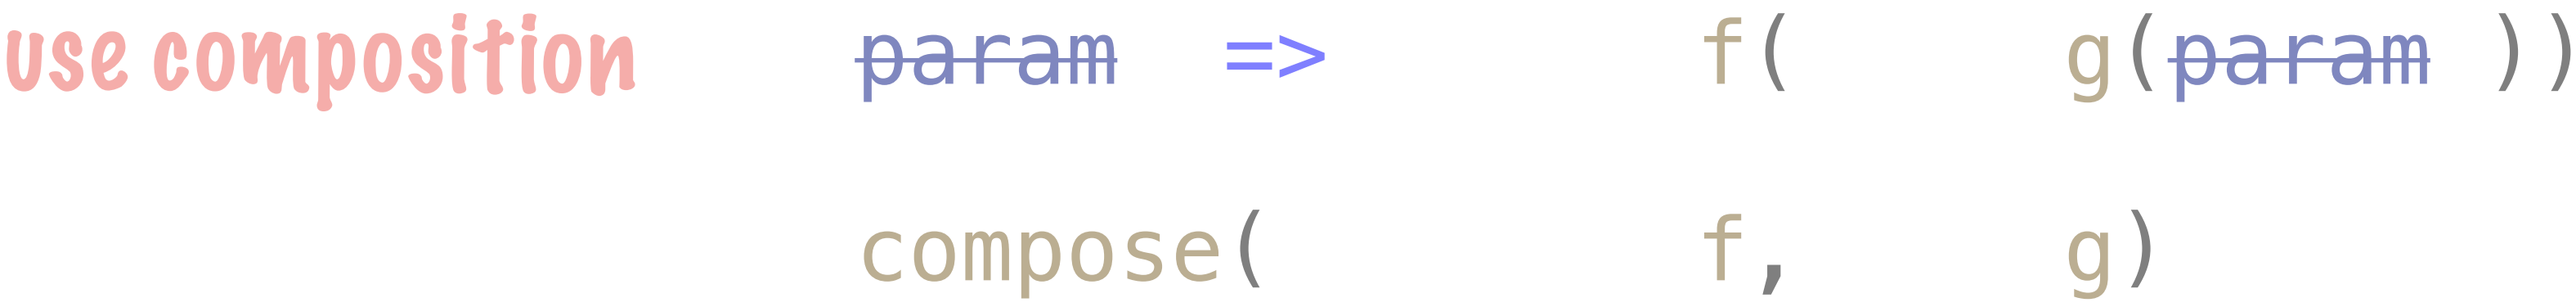 use composition param => f( g(param ))
compose( f, g)